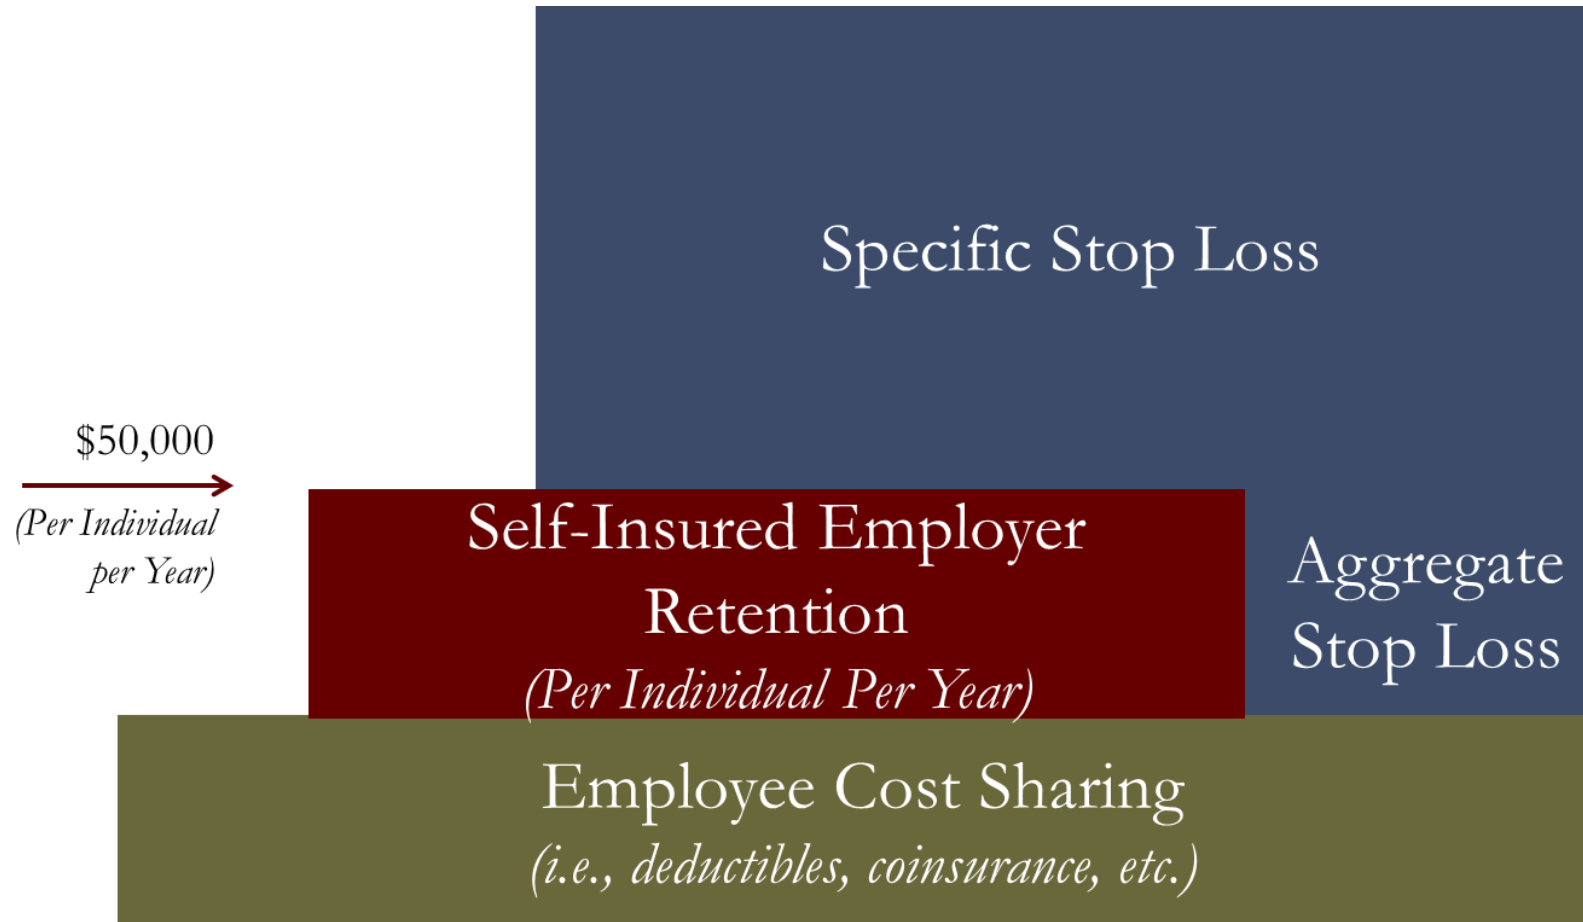 Specific Stop Loss
$50,000
(Per Individual
per Year)
Self-Insured Employer
Retention
(Per Individual Per Year)
Aggregate
Stop Loss
Employee Cost Sharing
(i.e., deductibles, coinsurance, etc.)